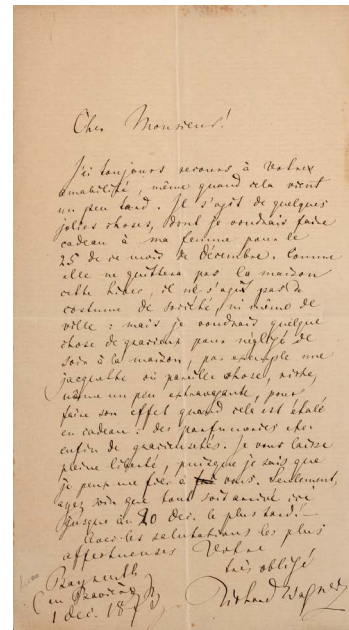 Cher Monsieur!
J'ai toujours recours à votre
amabilité, même quand cela vient
un peu tard. Il s'agit de quelques
jolies choses, dont je voudrais faire
cadeau à ma femme pour le
25 de ce mois de décembre. Comme
elle ne quittera pas la maison
cette hiver, il ne s'agit pas de
costume de société, ni même de
ville : mais je voudrais quelque
chose de gracieux pour négligé de
soir à la maison, par exemple une
jacquette ou pareille chose, riche,
même un peu extravagante, pour
faire son effet quand cela est étalé
en cadeau. des parfumeries etc.
enfin de gracieusetés. Je vous laisse
pleine liberté, puisque je sais que
je peux me fier à vous. Seulement,
ayez soin que tout soit arrivé ici
jusque au 20 Dec. le plus tard!—
Avec les salutations les plus
affectueuses Votre
très obligé
Bayreuth
(en Bavière)
1 dec. 187
Richard Wagner